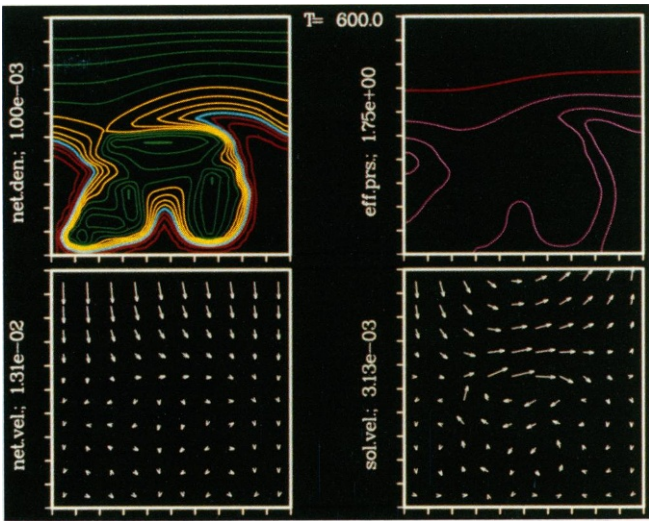 T= 600.0
net.den.; 1.00e-03
eff.prs.; 1.75e+00
net.vel.; 1.31e-02
sol.vel.; 3.13e-03